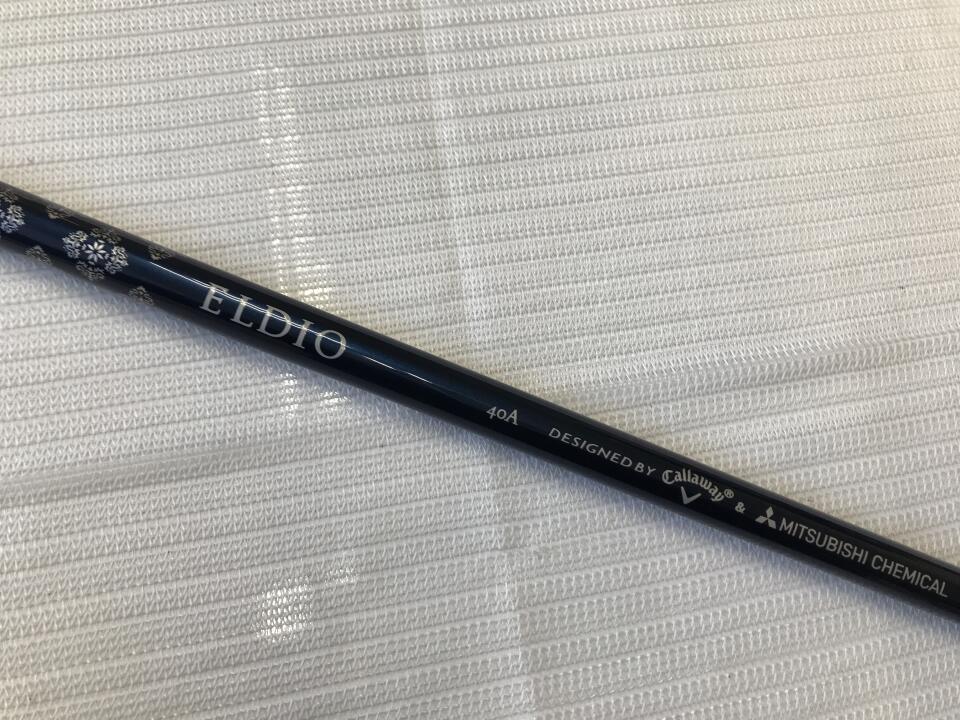 ELDIO
40A DESIGNED BY Callaway® & MITSUBISHI CHEMICAL